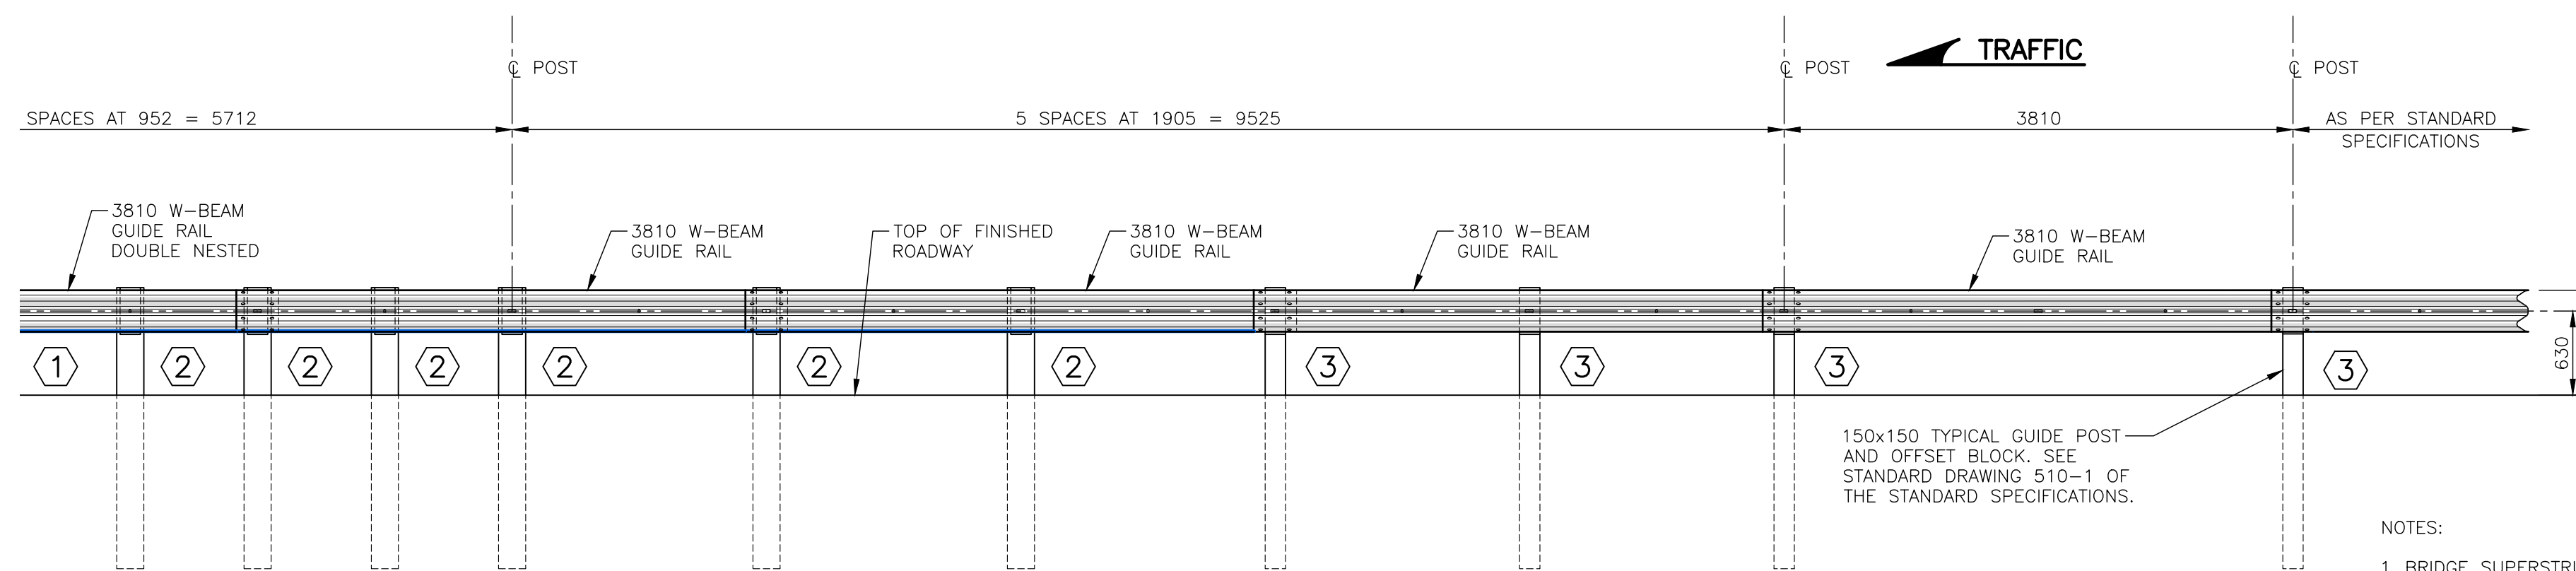 TRAFFIC
℄ POST
℄ POST
℄ POST
SPACES AT 952 = 5712
5 SPACES AT 1905 = 9525
3810
AS PER STANDARD
SPECIFICATIONS
3810 W-BEAM
GUIDE RAIL
DOUBLE NESTED
3810 W-BEAM
GUIDE RAIL
TOP OF FINISHED
ROADWAY
3810 W-BEAM
GUIDE RAIL
3810 W-BEAM
GUIDE RAIL
3810 W-BEAM
GUIDE RAIL
1
2
2
2
2
2
2
3
3
3
3
630
150x150 TYPICAL GUIDE POST
AND OFFSET BLOCK. SEE
STANDARD DRAWING 510-1 OF
THE STANDARD SPECIFICATIONS.
NOTES:
1 BRIDGE